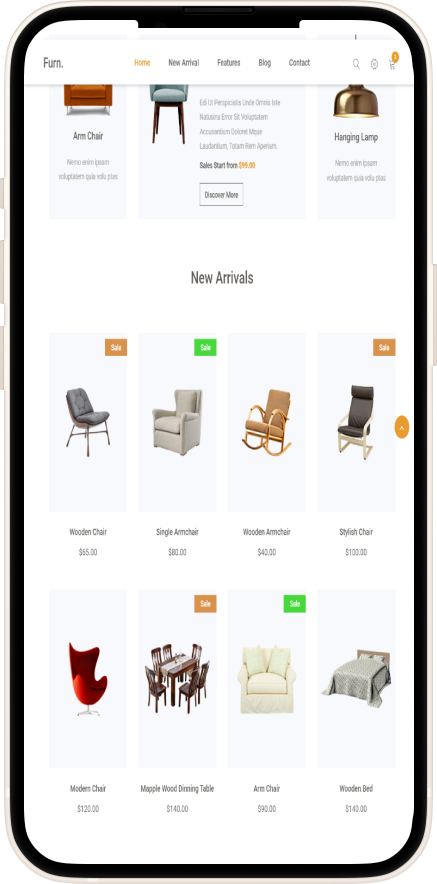 Furn.
Home New Arrival Features Blog Contact
Edi Ut Perspiciatis Unde Omnis Iste
Natusina Error Sit Voluptatem
Accusantium Doloret Mque
Laudantium, Totam Rem Aperiam.
Arm Chair
Hanging Lamp
Nemo enim ipsam
voluptatem quia volu ptas
Sales Start from $99.00
Nemo enim ipsam
voluptatem quia volu ptas
Discover More
New Arrivals
Sale
Sale
Sale
Wooden Chair
$65.00
Single Armchair
$80.00
Wooden Armchair
$40.00
Stylish Chair
$100.00
Sale
Sale
Modern Chair
$120.00
Mapple Wood Dinning Table
$140.00
Arm Chair
$90.00
Wooden Bed
$140.00